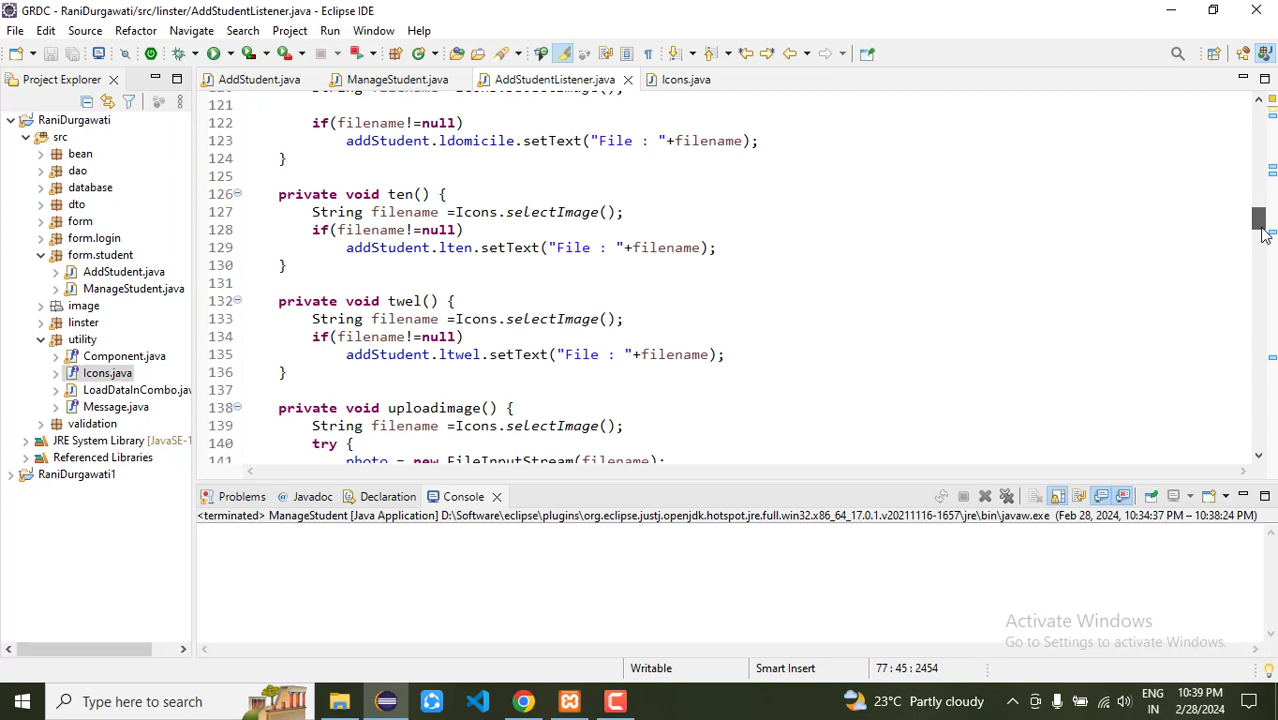 GRDC - RaniDurgawati/src/linster/AddStudentListener.java - Eclipse IDE
File Edit Source Refactor Navigate Search Project Run Window Help
Project Explorer
RaniDurgawati
src
bean
dao
database
dto
form
form.login
form.student
AddStudent.java
ManageStudent.java
image
linster
utility
Component.java
Icons.java
LoadDataInCombo.jav
Message.java
validation
JRE System Library [JavaSE-1
Referenced Libraries
RaniDurgawati1
AddStudent.java ManageStudent.java AddStudentListener.java Icons.java
121
122 if(filename!=null)
123 addStudent.ldomicile.setText("File : "+filename);
124 }
125
126 private void ten() {
127 String filename =Icons.selectImage();
128 if(filename!=null)
129 addStudent.lten.setText("File : "+filename);
130 }
131
132 private void twel() {
133 String filename =Icons.selectImage();
134 if(filename!=null)
135 addStudent.ltwel.setText("File : "+filename);
136 }
137
138 private void uploadimage() {
139 String filename =Icons.selectImage();
140 try {
141 photo = new FileInputStream(filename);
Problems Javadoc Declaration Console
<terminated> ManageStudent [Java Application] D:\Software\eclipse\plugins\org.eclipse.justj.openjdk.hotspot.jre.full.win32.x86_64_17.0.1.v20211116-1657\jre\bin\javaw.exe (Feb 28, 2024, 10:34:37 PM – 10:38:24 PM)
Activate Windows
Go to Settings to activate Windows.
Writable Smart Insert 77 : 45 : 2454
Type here to search
23°C Partly cloudy
ENG
IN
10:39 PM
2/28/2024